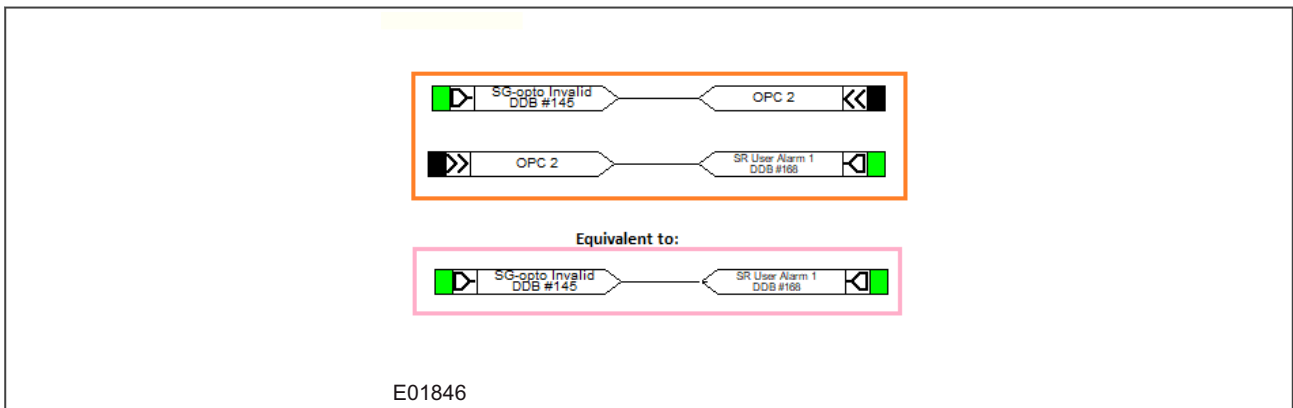 SG-opto Invalid
DDB #145
OPC 2
OPC 2
SR User Alarm 1
DDB #168
Equivalent to:
SG-opto Invalid
DDB #145
SR User Alarm 1
DDB #168
E01846